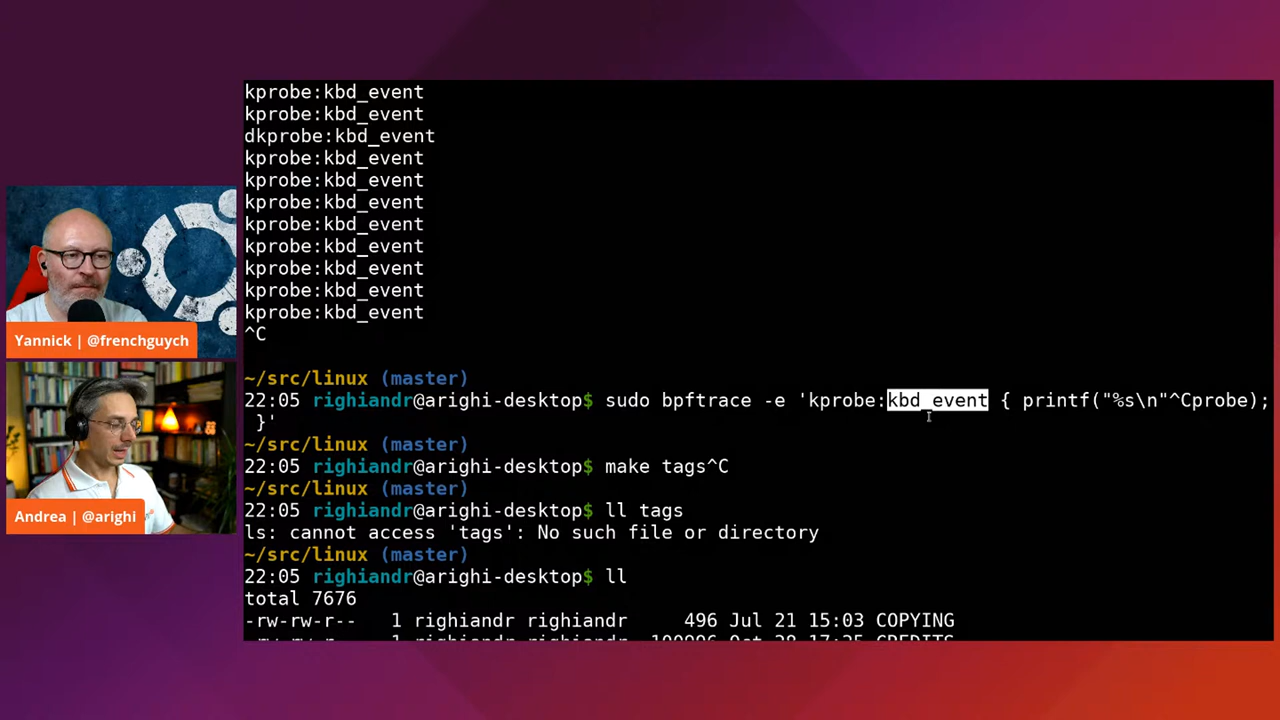 kprobe:kbd_event
kprobe:kbd_event
dkprobe:kbd_event
kprobe:kbd_event
kprobe:kbd_event
kprobe:kbd_event
kprobe:kbd_event
kprobe:kbd_event
kprobe:kbd_event
kprobe:kbd_event
kprobe:kbd_event
^C
~/src/linux (master)
22:05 righiandr@arighi-desktop$ sudo bpftrace -e 'kprobe:kbd_event { printf("%s\n"^Cprobe);
}'
~/src/linux (master)
22:05 righiandr@arighi-desktop$ make tags^C
~/src/linux (master)
22:05 righiandr@arighi-desktop$ ll tags
ls: cannot access 'tags': No such file or directory
~/src/linux (master)
22:05 righiandr@arighi-desktop$ ll
total 7676
-rw-rw-r-- 1 righiandr righiandr 496 Jul 21 15:03 COPYING
Yannick | @frenchguych
Andrea | @arighi